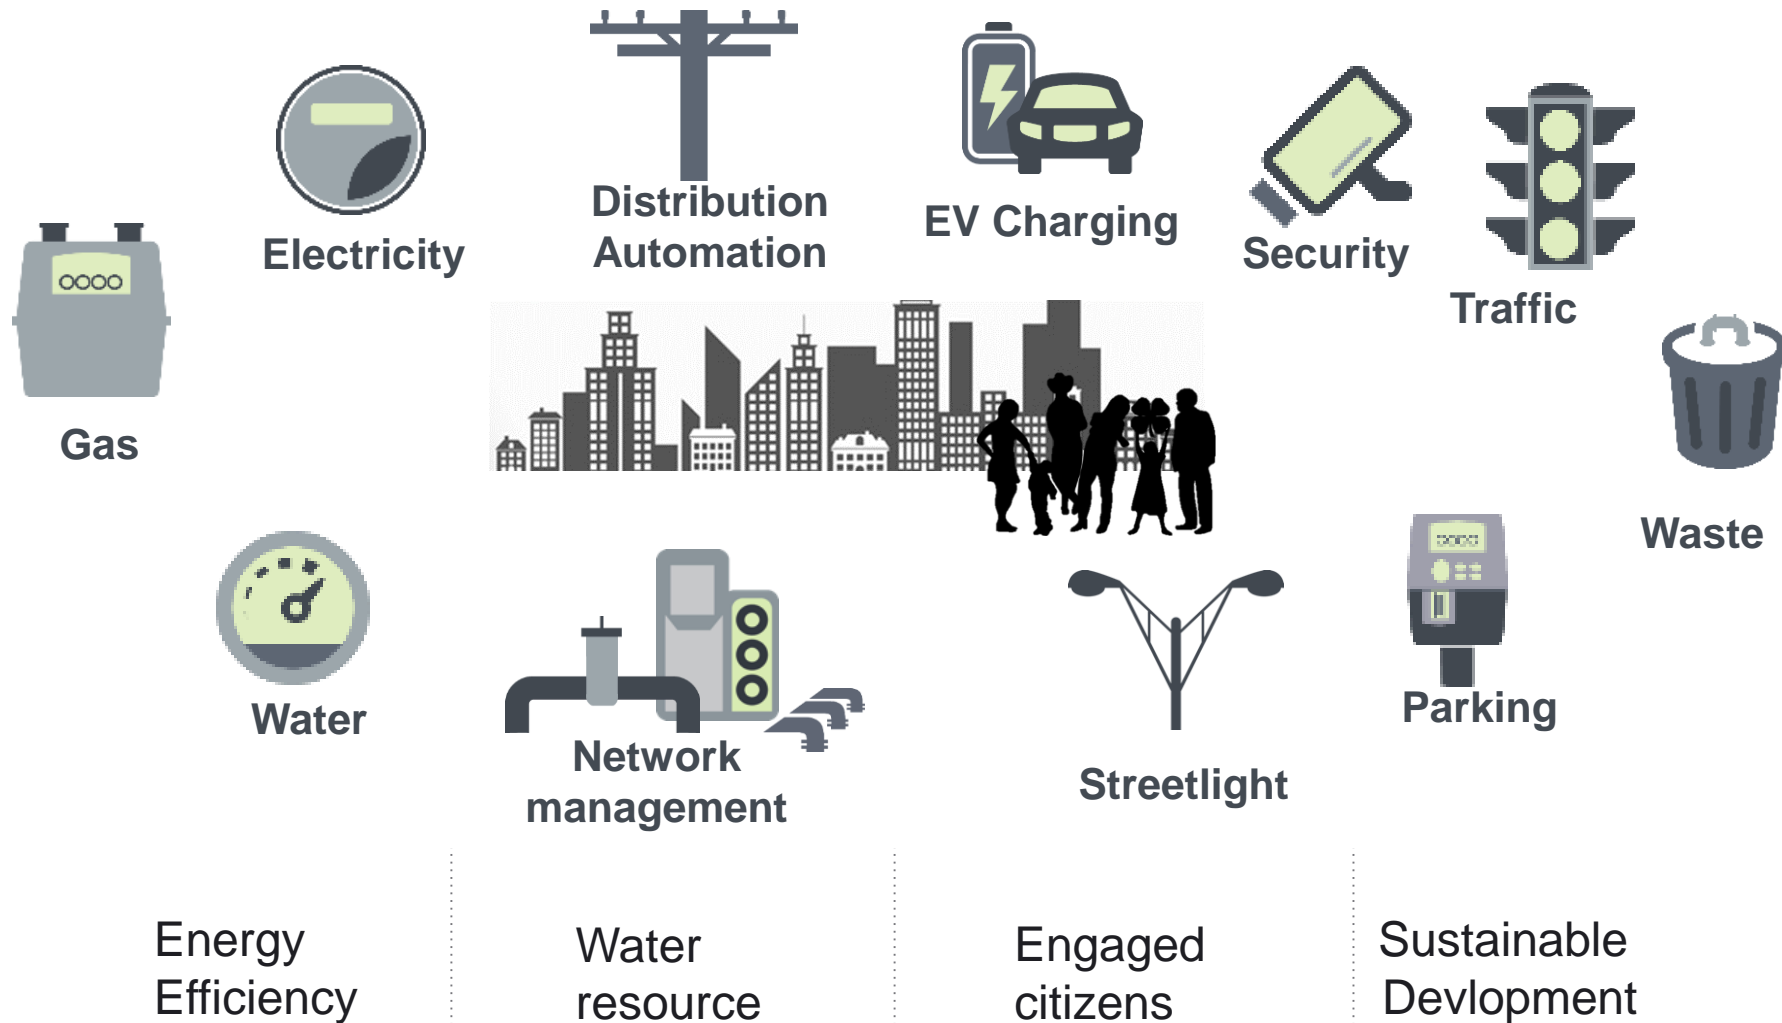 Distribution
Automation
EV Charging
Electricity
Security
Traffic
Gas
Waste
Water
Parking
Network
management
Streetlight
Energy
Efficiency
Water
resource
Engaged
citizens
Sustainable
Devlopment